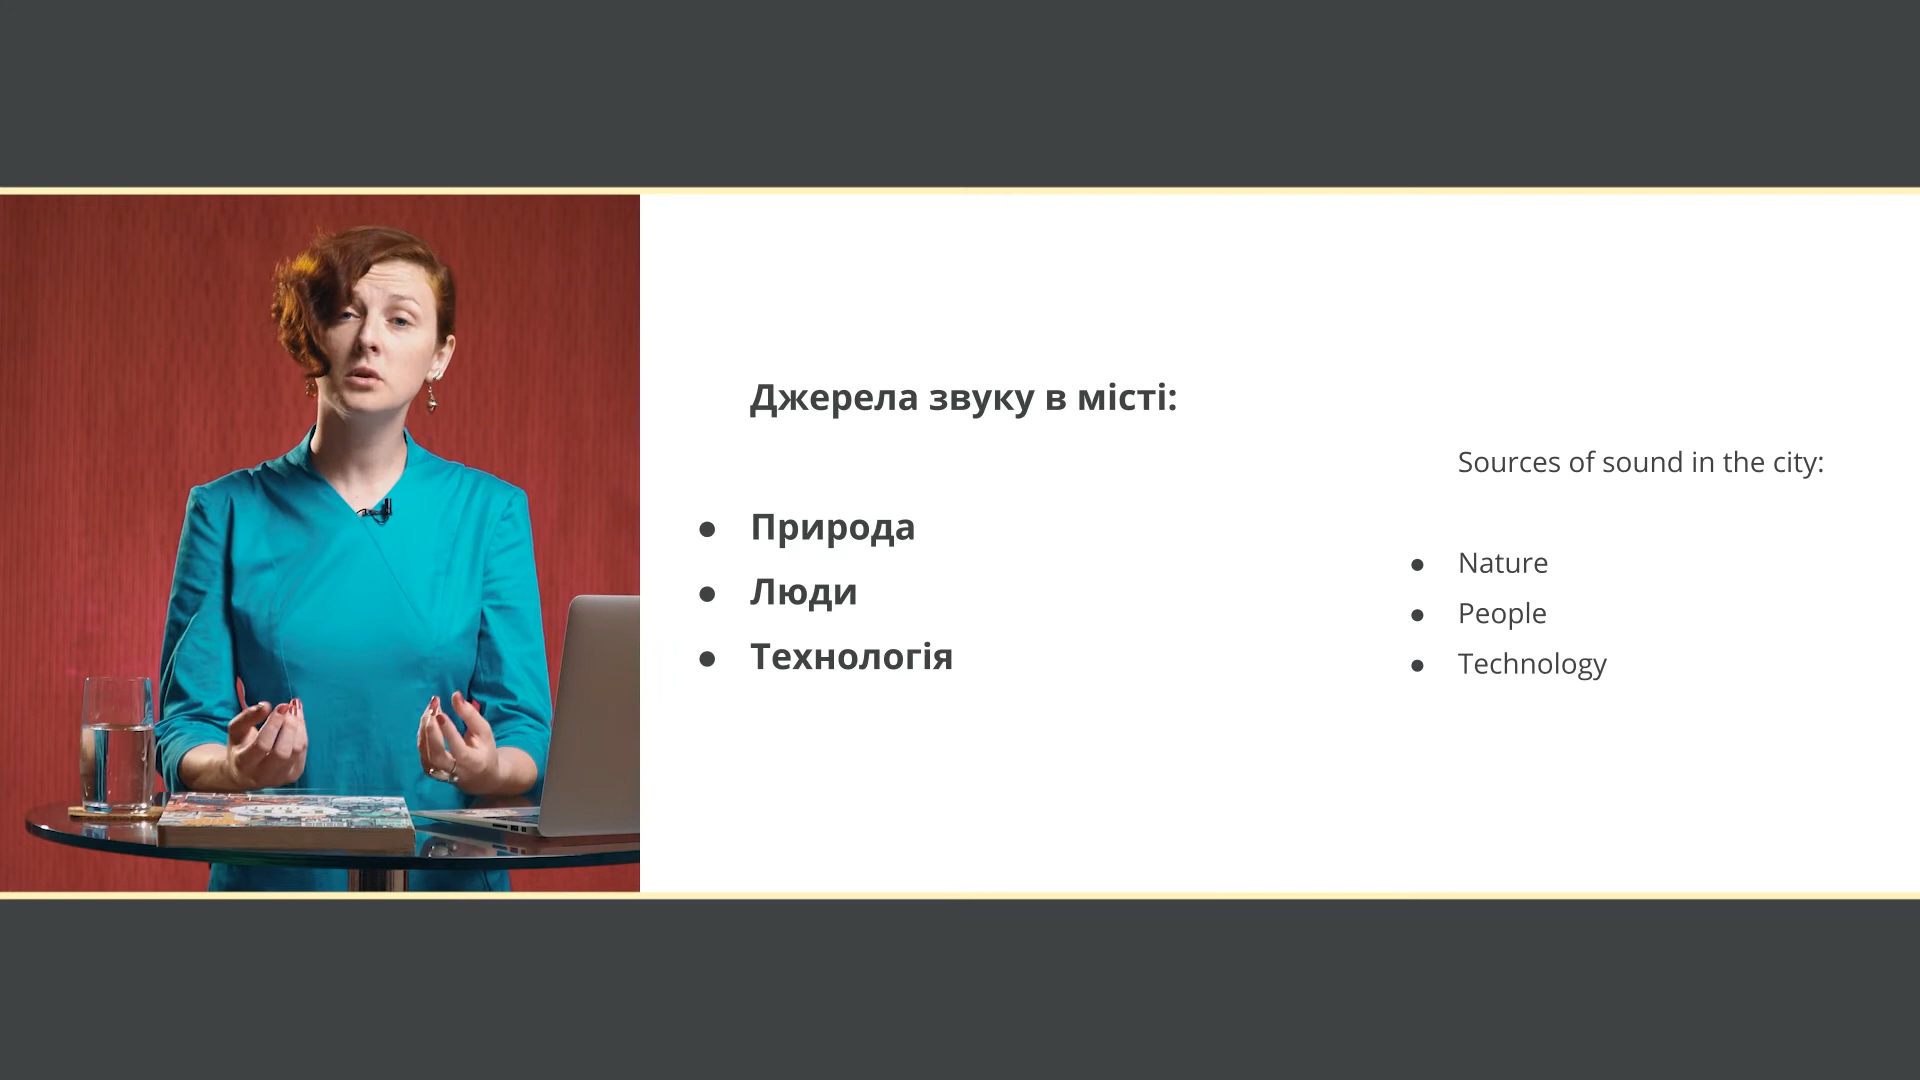 Джерела звуку в місті:
● Природа
● Люди
● Технологія
Sources of sound in the city:
● Nature
● People
● Technology